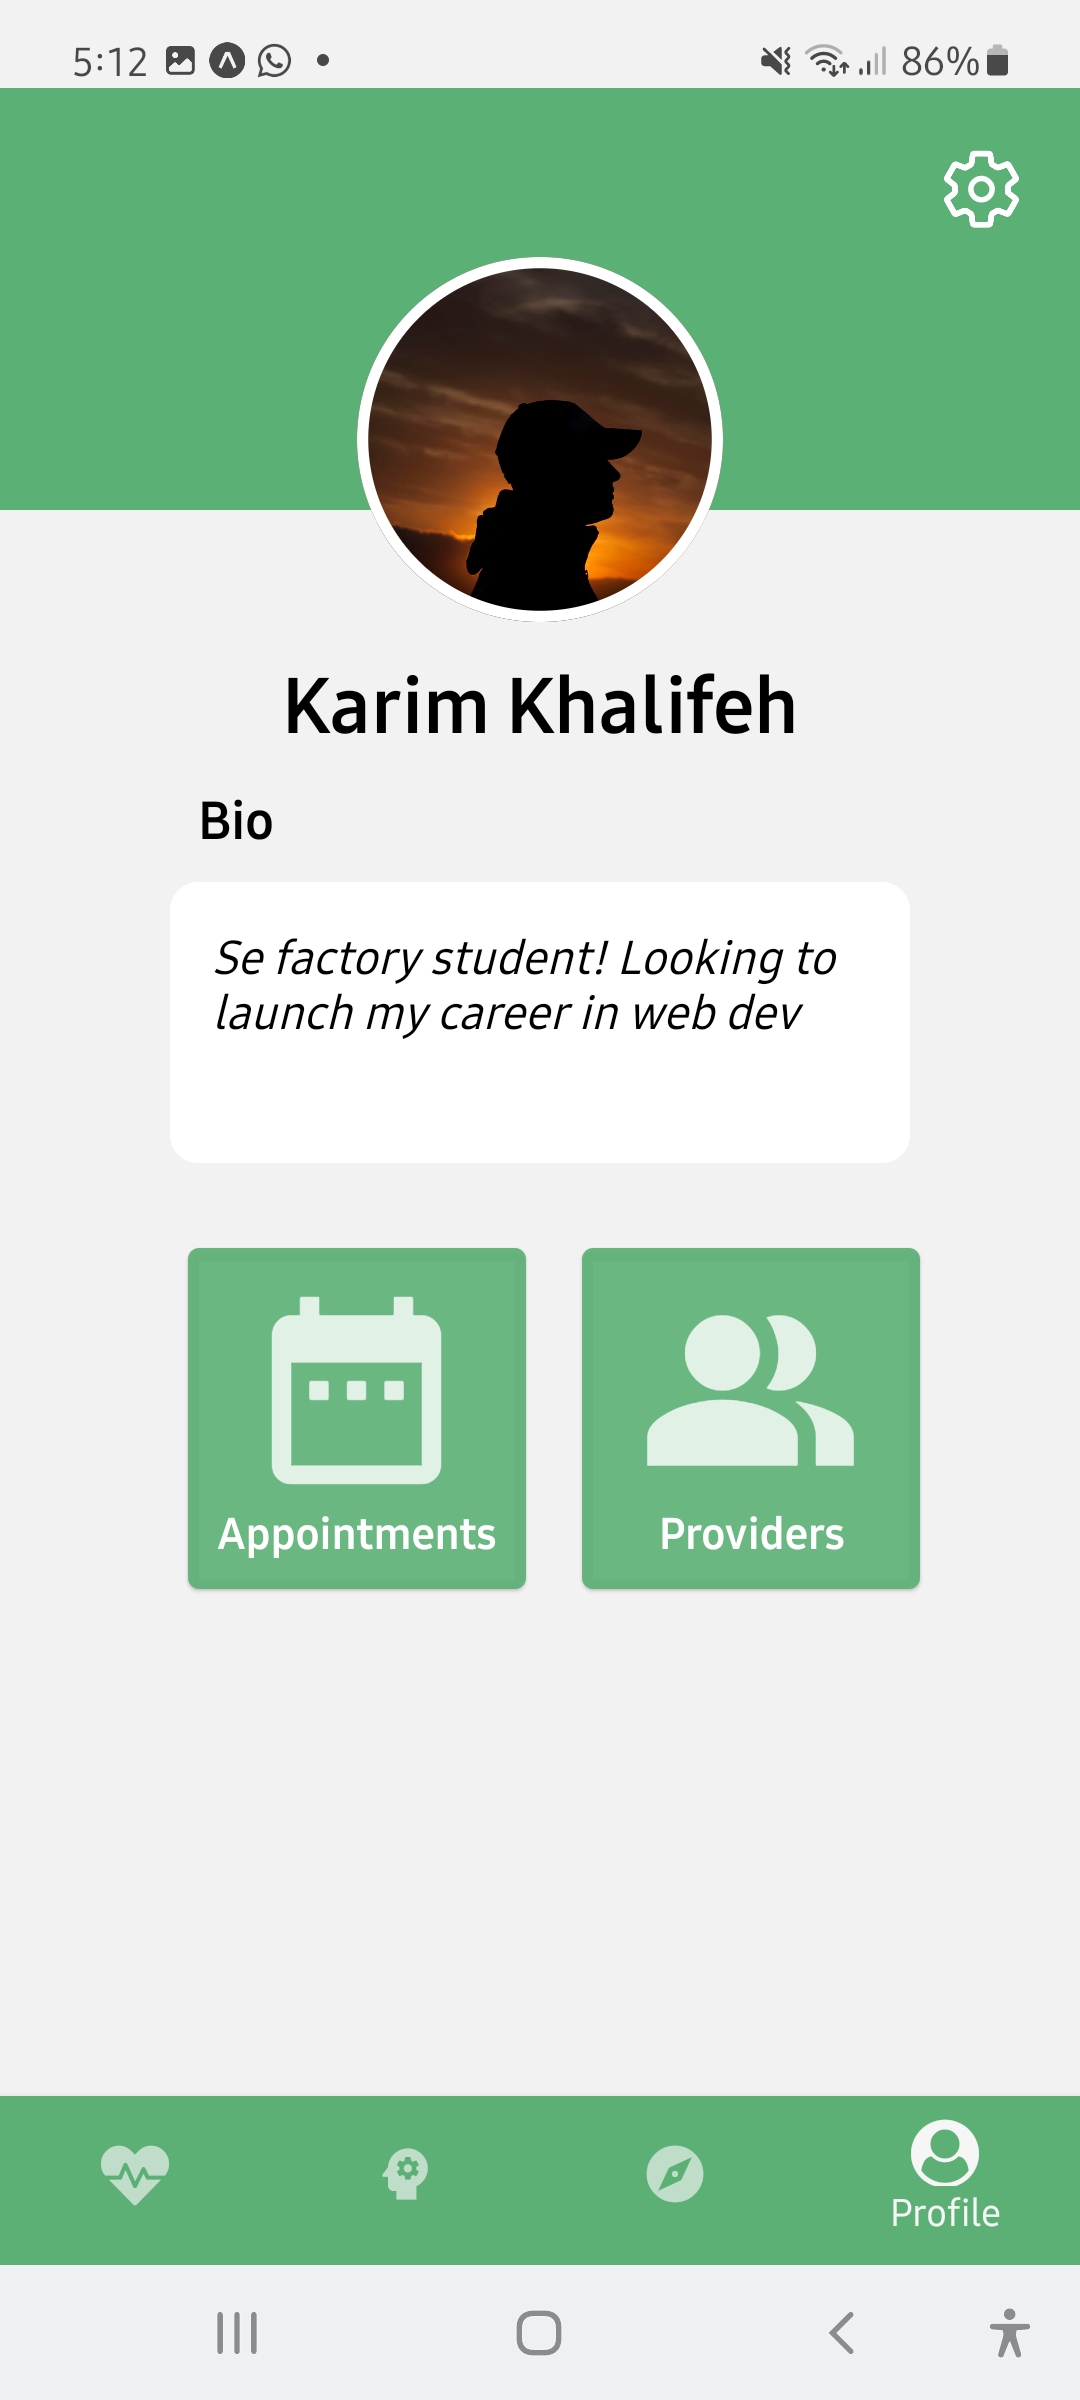 5:12 86%
Karim Khalifeh
Bio
Se factory student! Looking to
launch my career in web dev
Appointments Providers
Profile